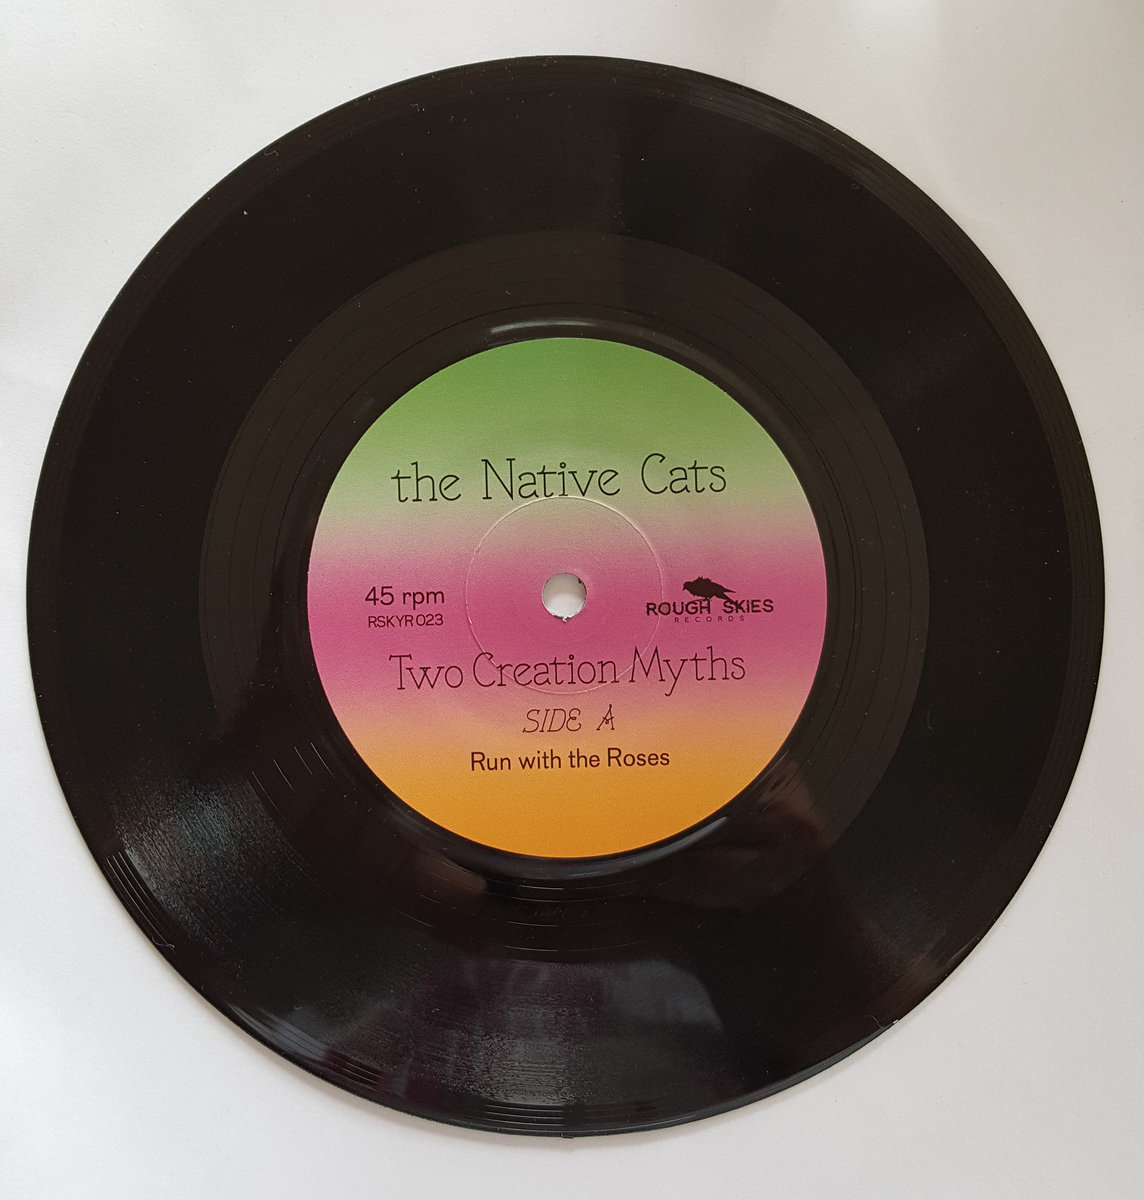 the Native Cats
45 rpm
RSKYR 023
ROUGH SKIES
RECORDS
Two Creation Myths
SIDE A
Run with the Roses